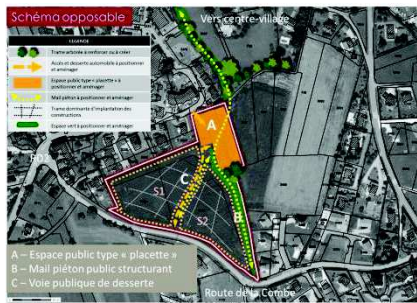 Schéma opposable
Vers centre-village
LEGENDE
Trame arborée à renforcer ou à créer
Accès et desserte automobile à positionner et aménager
Espace public type « placette » à positionner et aménager
Mail piéton à positionner et aménager
Trame dominante d'implantation des constructions
Espace vert à positionner et aménager
A
C
S1
S2
B
A – Espace public type « placette »
B – Mail piéton public structurant
C – Voie publique de desserte
Route de la Combe